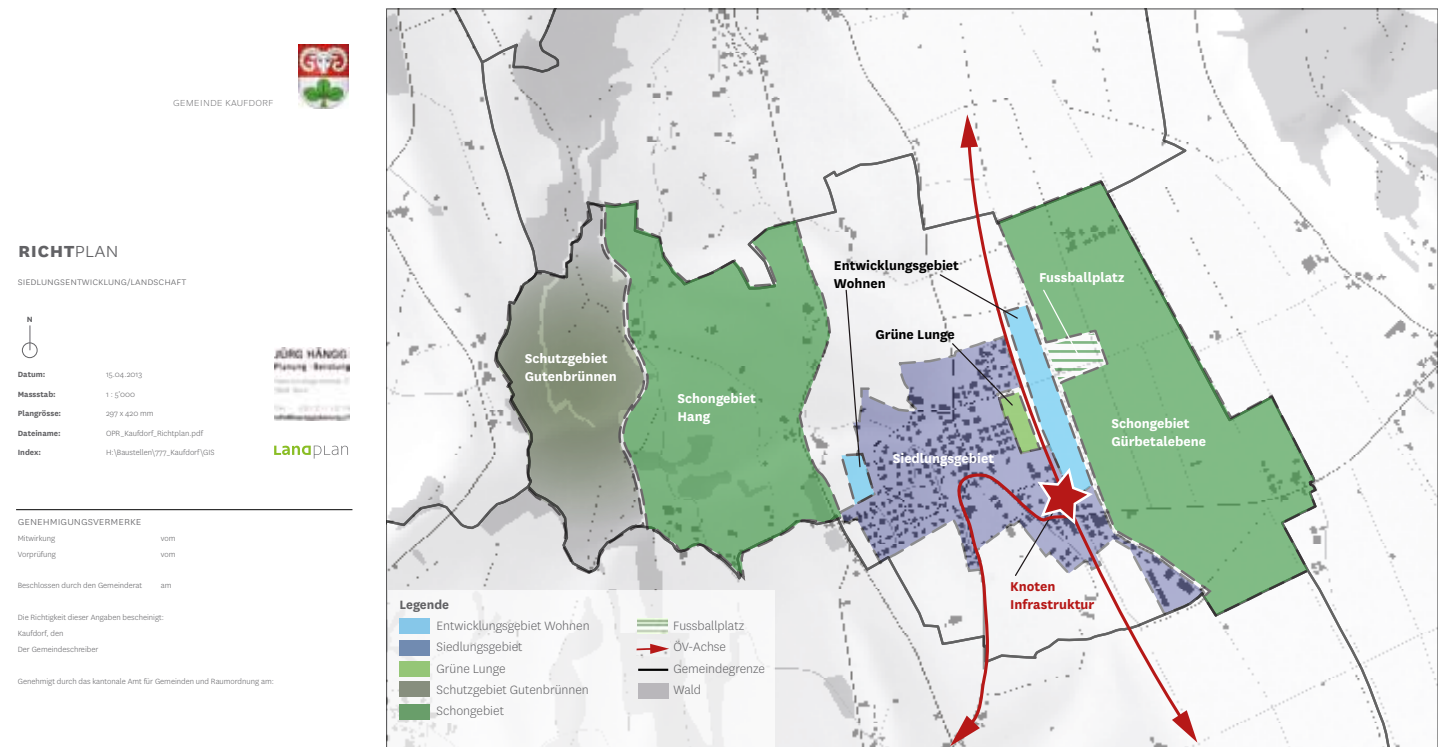 GEMEINDE KAUFDORF
RICHTPLAN
SIEDLUNGSENTWICKLUNG/LANDSCHAFT
N
Datum: 15.04.2013
Massstab: 1 : 5'000
Plangrösse: 297 x 420 mm
Dateiname: OPR_Kaufdorf_Richtplan.pdf
Index: H:\Baustellen\777_Kaufdorf\GIS
JÜRG HÄNGGI
Planung - Beratung
Landplan
GENEHMIGUNGSVERMERKE
Mitwirkung vom
Vorprüfung vom
Beschlossen durch den Gemeinderat am
Die Richtigkeit dieser Angaben bescheinigt:
Kaufdorf, den
Der Gemeindeschreiber
Genehmigt durch das kantonale Amt für Gemeinden und Raumordnung am:
Entwicklungsgebiet
Wohnen
Fussballplatz
Grüne Lunge
Schutzgebiet
Gutenbrünnen
Schongebiet
Hang
Schongebiet
Gürbetalebene
Siedlungsgebiet
Knoten
Infrastruktur
Legende
Entwicklungsgebiet Wohnen
Siedlungsgebiet
Grüne Lunge
Schutzgebiet Gutenbrünnen
Schongebiet
Fussballplatz
ÖV-Achse
Gemeindegrenze
Wald